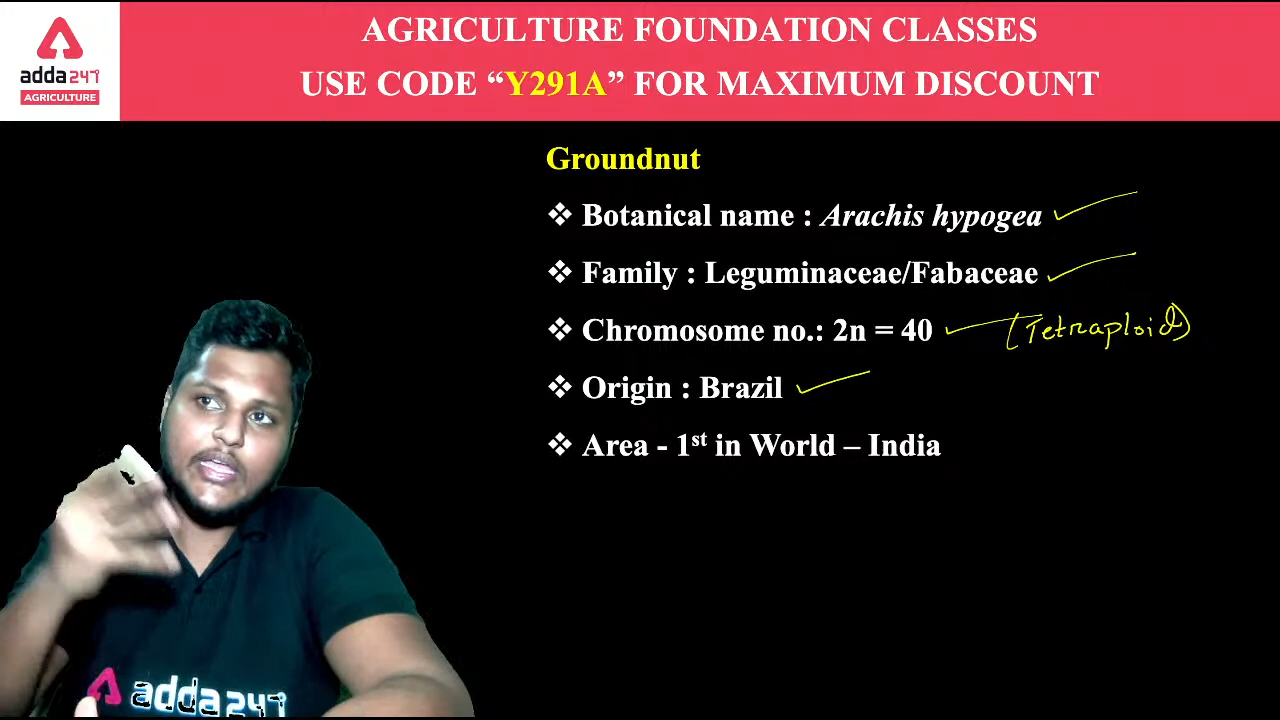 AGRICULTURE FOUNDATION CLASSES
USE CODE “Y291A” FOR MAXIMUM DISCOUNT
adda247
AGRICULTURE
Groundnut
❖ Botanical name : Arachis hypogea
❖ Family : Leguminaceae/Fabaceae
❖ Chromosome no.: 2n = 40 (Tetraploid)
❖ Origin : Brazil
❖ Area - 1st in World – India
adda247